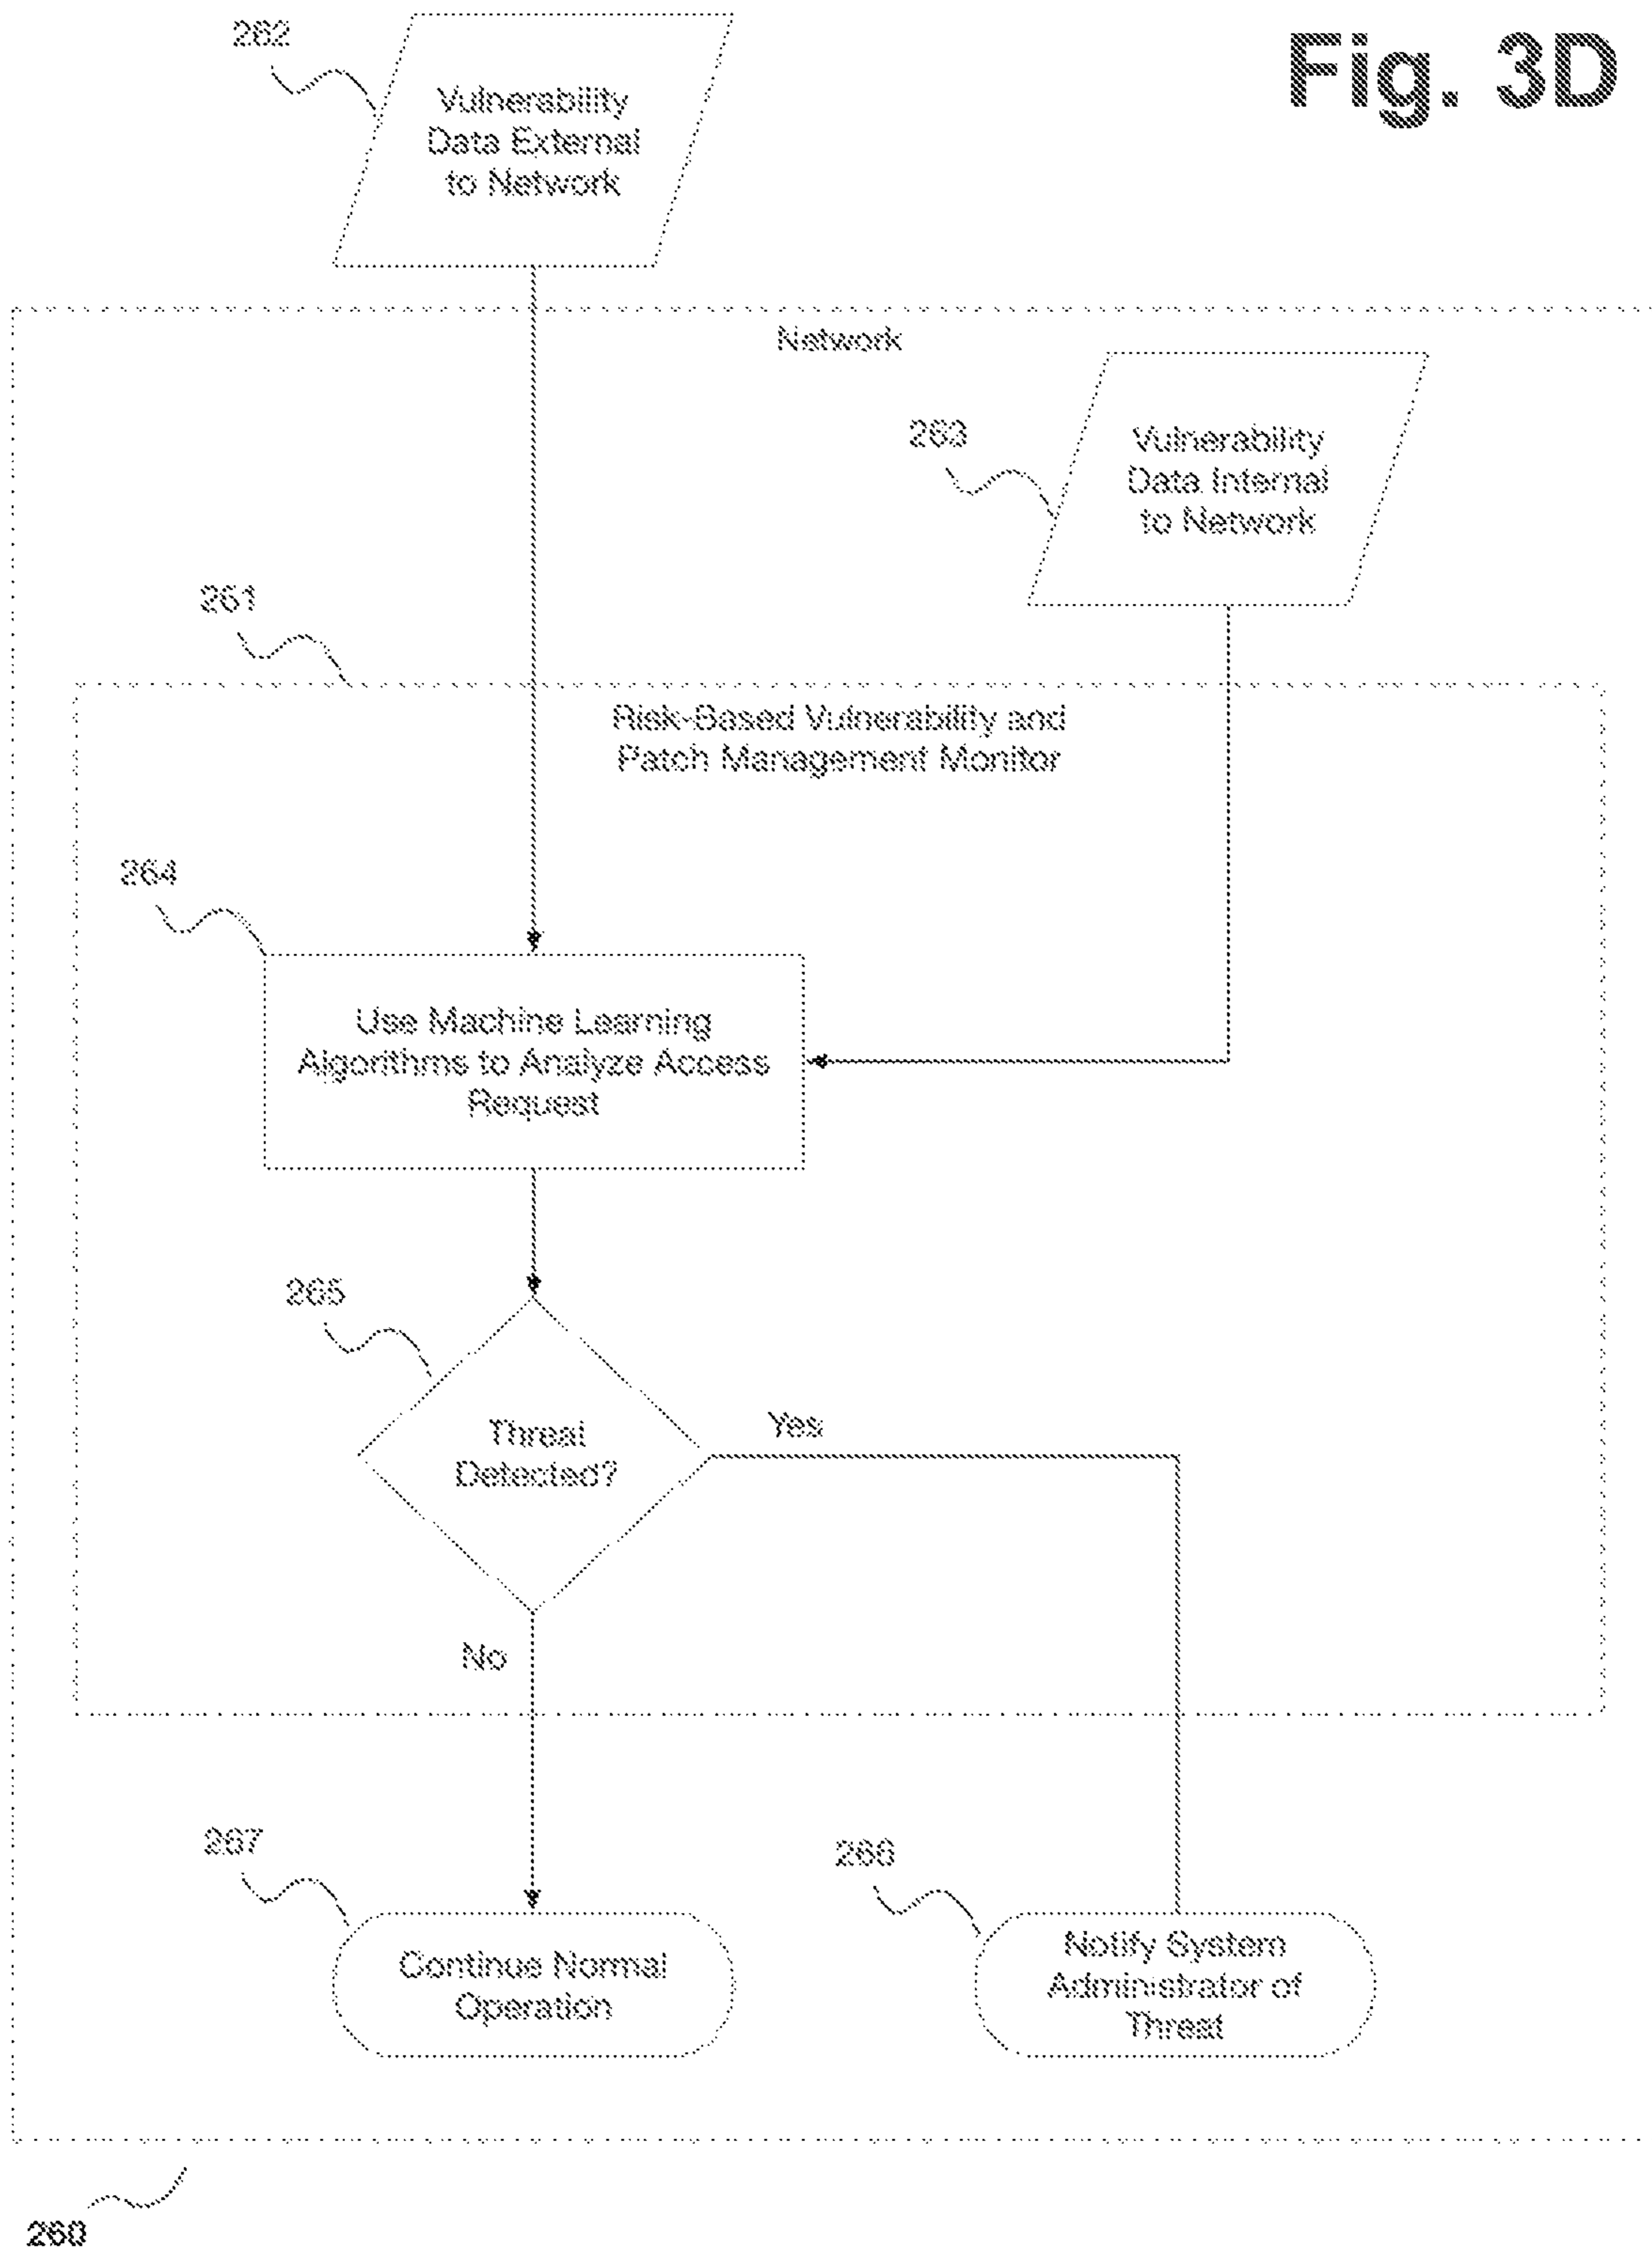 Fig. 3D
262
Vulnerability
Data External
to Network
Network
263
Vulnerability
Data Internal
to Network
261
Risk-Based Vulnerability and
Patch Management Monitor
264
Use Machine Learning
Algorithms to Analyze Access
Request
265
Threat
Detected?
Yes
No
267
Continue Normal
Operation
266
Notify System
Administrator of
Threat
260